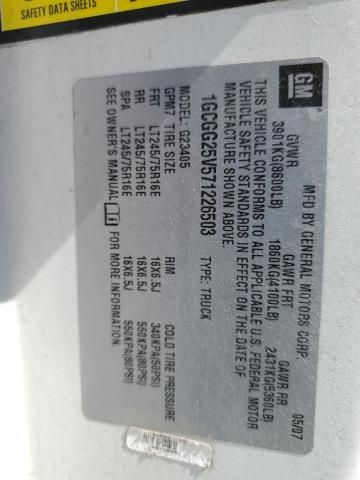 SAFETY DATA SHEETS
GM
MFD BY GENERAL MOTORS CORP.
05/07
GVWR
GAWR FRT
GAWR RR
3901KG(8600LB)
1860KG(4100LB)
2431KG(5360LB)
THIS VEHICLE CONFORMS TO ALL APPLICABLE U.S. FEDERAL MOTOR
VEHICLE SAFETY STANDARDS IN EFFECT ON THE DATE OF
MANUFACTURE SHOWN ABOVE.
1GCGG25V571226503
TYPE: TRUCK
MODEL: G23405
GPM7 TIRE SIZE
RIM
COLD TIRE PRESSURE
FRT LT245/75R16E 16X6.5J 340KPA(50PSI)
RR LT245/75R16E 16X6.5J 550KPA(80PSI)
SPA LT245/75R16E 16X6.5J 550KPA(80PSI)
SEE OWNER'S MANUAL FOR MORE INFORMATION.